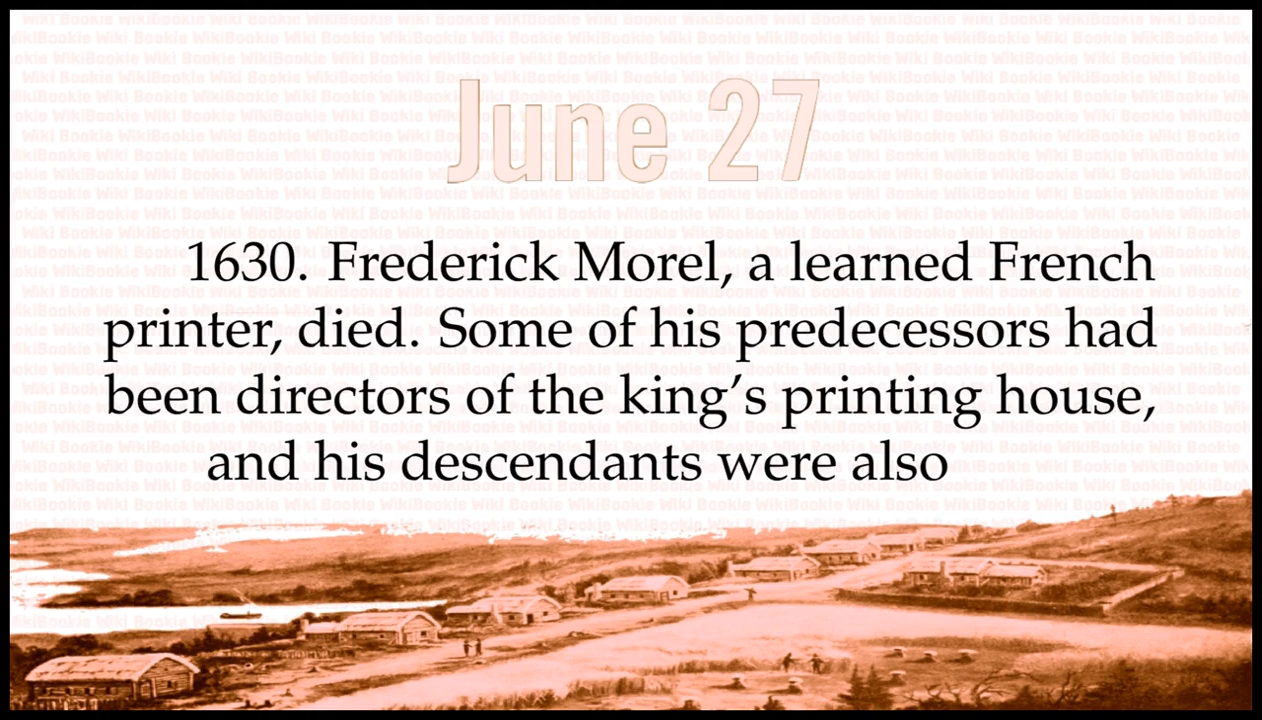 June 27
1630. Frederick Morel, a learned French
printer, died. Some of his predecessors had
been directors of the king’s printing house,
and his descendants were also